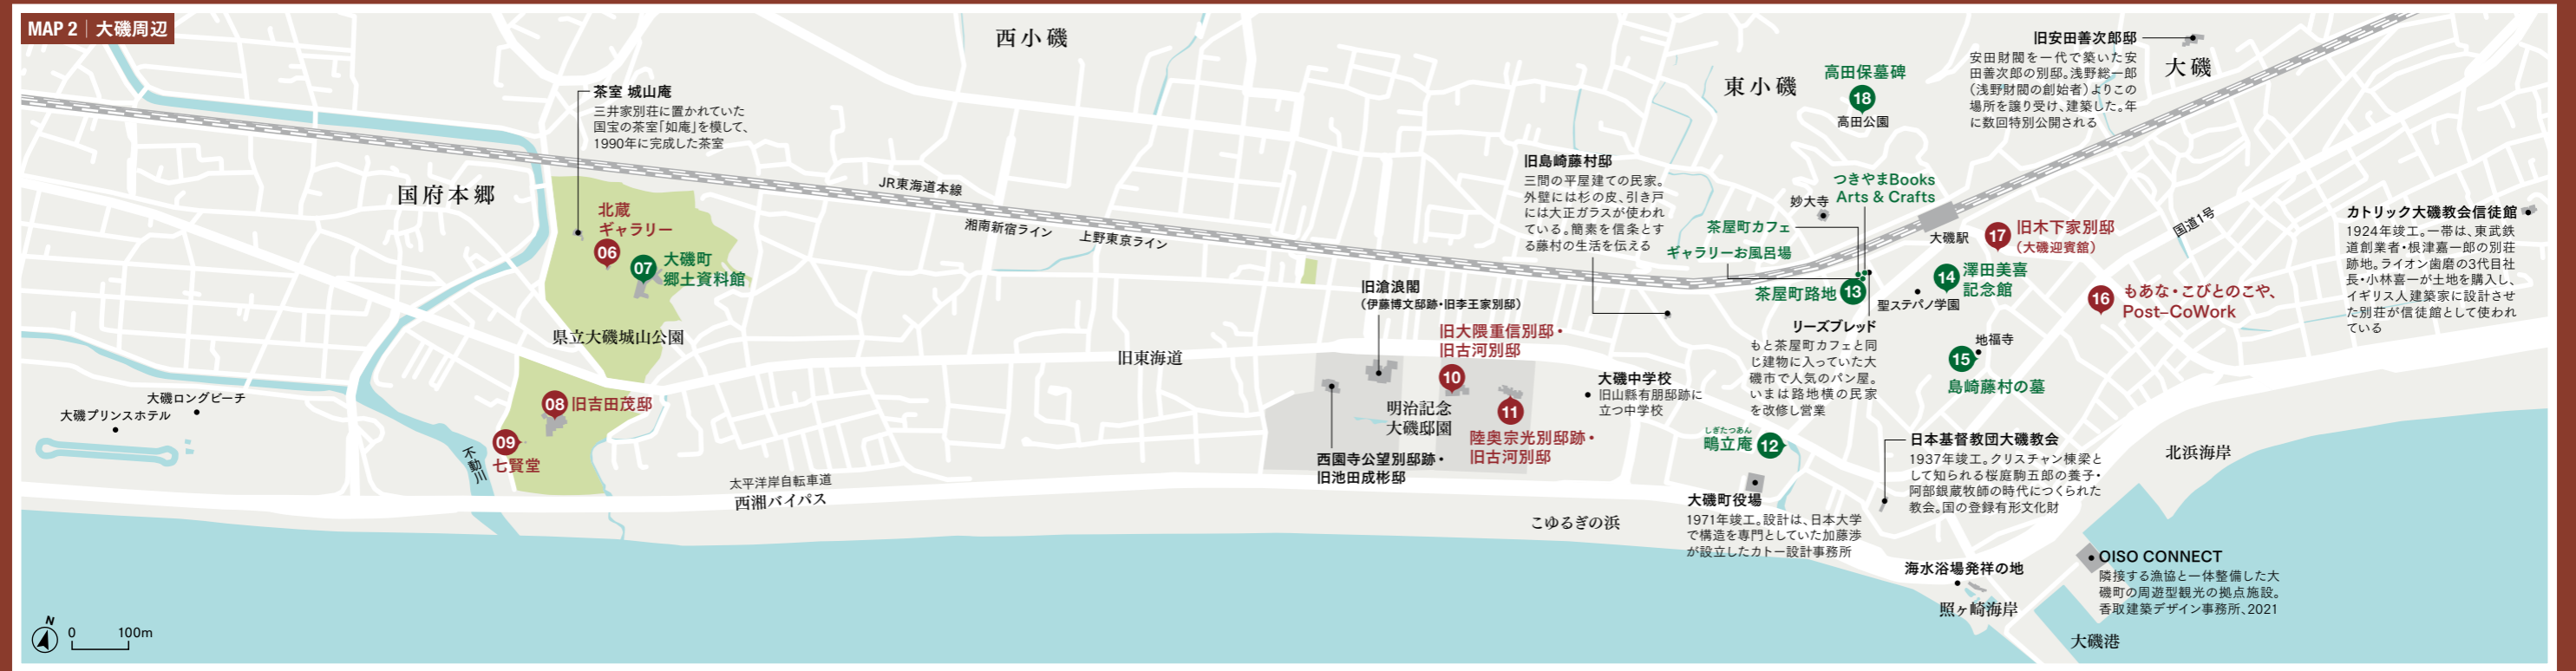 MAP 2｜大磯周辺
西小磯
東小磯
大磯
国府本郷
茶室 城山庵
三井家別荘に置かれていた
国宝の茶室「如庵」を模して、
1990年に完成した茶室
北蔵
ギャラリー
06
07
大磯町
郷土資料館
県立大磯城山公園
08
旧吉田茂邸
09
七賢堂
大磯ロングビーチ
大磯プリンスホテル
不動川
JR東海道本線
湘南新宿ライン
上野東京ライン
旧東海道
太平洋岸自転車道
西湘バイパス
旧滄浪閣
（伊藤博文邸跡・旧李王家別邸）
旧大隈重信別邸・
旧古河別邸
10
11
明治記念
大磯邸園
陸奥宗光別邸跡・
旧古河別邸
西園寺公望別邸跡・
旧池田成彬邸
大磯中学校
旧山縣有朋邸跡に
立つ中学校
旧島崎藤村邸
三間の平屋建ての民家。
外壁には杉の皮、引き戸
には大正ガラスが使われ
ている。簡素を信条とす
る藤村の生活を伝える
高田保墓碑
18
高田公園
旧安田善次郎邸
安田財閥を一代で築いた安
田善次郎の別邸。浅野総一郎
（浅野財閥の創始者）よりこの
場所を譲り受け、建築した。年
に数回特別公開される
つきやまBooks
Arts & Crafts
妙大寺
茶屋町カフェ
ギャラリーお風呂場
茶屋町路地
13
リーズブレッド
もと茶屋町カフェと同
じ建物に入っていた大
磯市で人気のパン屋。
いまは路地横の民家
を改修し営業
大磯駅
17
旧木下家別邸
（大磯迎賓館）
14
澤田美喜
記念館
聖ステパノ学園
16
もあな・こびとのこや、
Post–CoWork
地福寺
15
島崎藤村の墓
国道1号
カトリック大磯教会信徒館
1924年竣工。一帯は、東武鉄
道創業者・根津嘉一郎の別荘
跡地。ライオン歯磨の3代目社
長・小林喜一が土地を購入し、
イギリス人建築家に設計させ
た別荘が信徒館として使われ
ている
しぎたつあん
鴫立庵
12
大磯町役場
1971年竣工。設計は、日本大学
で構造を専門としていた加藤渉
が設立したカトー設計事務所
日本基督教団大磯教会
1937年竣工。クリスチャン棟梁と
して知られる桜庭駒五郎の養子・
阿部銀蔵牧師の時代につくられた
教会。国の登録有形文化財
北浜海岸
こゆるぎの浜
海水浴場発祥の地
照ヶ崎海岸
OISO CONNECT
隣接する漁協と一体整備した大
磯町の周遊型観光の拠点施設。
香取建築デザイン事務所、2021
大磯港
N
0 100m